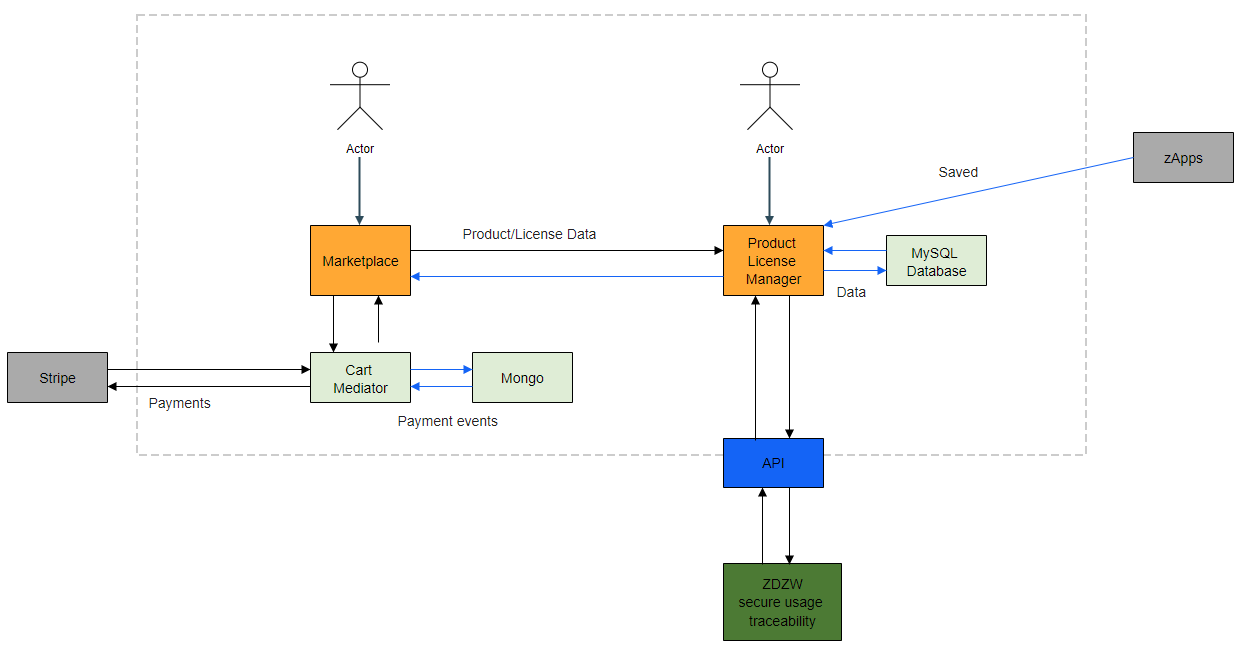 Actor
Actor
zApps
Saved
Marketplace
Product/License Data
Product
License
Manager
MySQL
Database
Data
Stripe
Payments
Cart
Mediator
Mongo
Payment events
API
ZDZW
secure usage
traceability